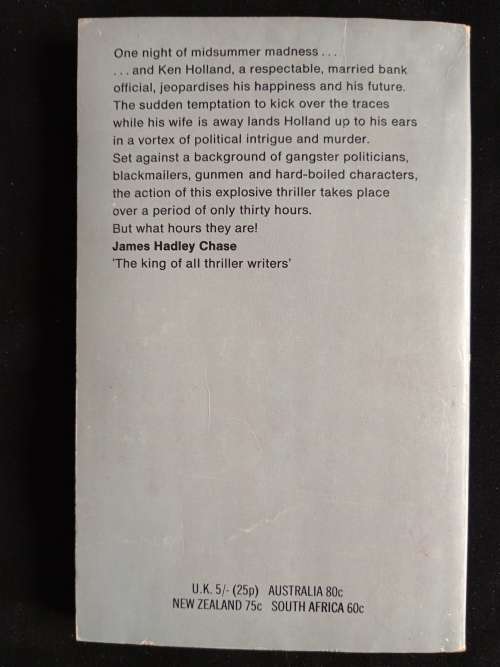 One night of midsummer madness . . .
. . . and Ken Holland, a respectable, married bank
official, jeopardises his happiness and his future.
The sudden temptation to kick over the traces
while his wife is away lands Holland up to his ears
in a vortex of political intrigue and murder.
Set against a background of gangster politicians,
blackmailers, gunmen and hard-boiled characters,
the action of this explosive thriller takes place
over a period of only thirty hours.
But what hours they are!
James Hadley Chase
'The king of all thriller writers'
U.K. 5/- (25p) AUSTRALIA 80c
NEW ZEALAND 75c SOUTH AFRICA 60c